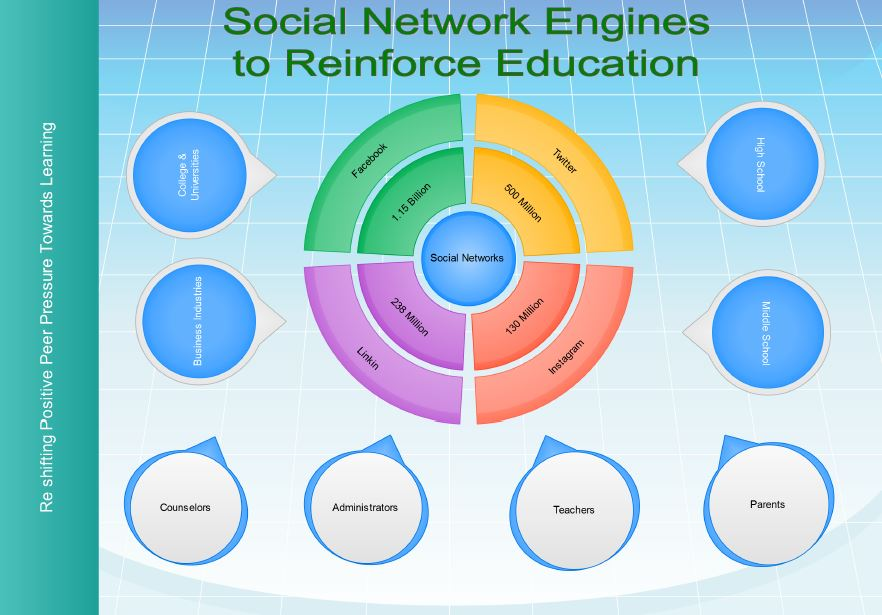 Social Network Engines
to Reinforce Education
Re shifting Positive Peer Pressure Towards Learning
College &
Universities
Business Industries
Facebook
1.15 Billion
Twitter
500 Million
Social Networks
238 Million
Linkin
130 Million
Instagram
High School
Middle School
Counselors
Administrators
Teachers
Parents